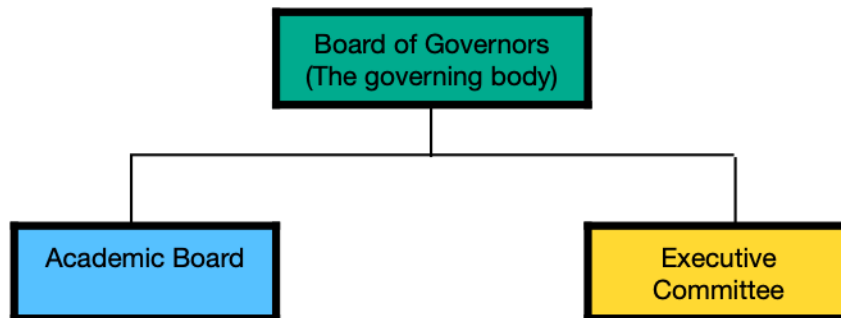 Board of Governors
(The governing body)
Academic Board
Executive
Committee